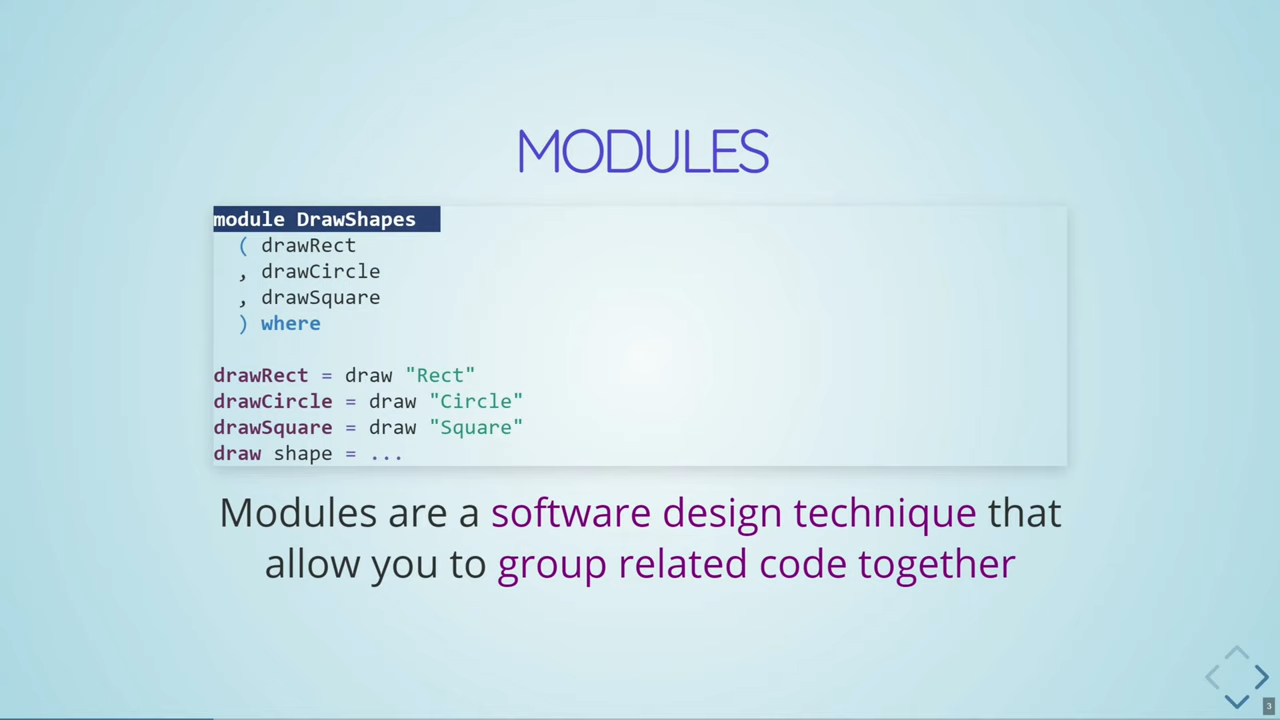 MODULES
module DrawShapes
  ( drawRect
  , drawCircle
  , drawSquare
  ) where
drawRect = draw "Rect"
drawCircle = draw "Circle"
drawSquare = draw "Square"
draw shape = ...
Modules are a software design technique that
allow you to group related code together
3